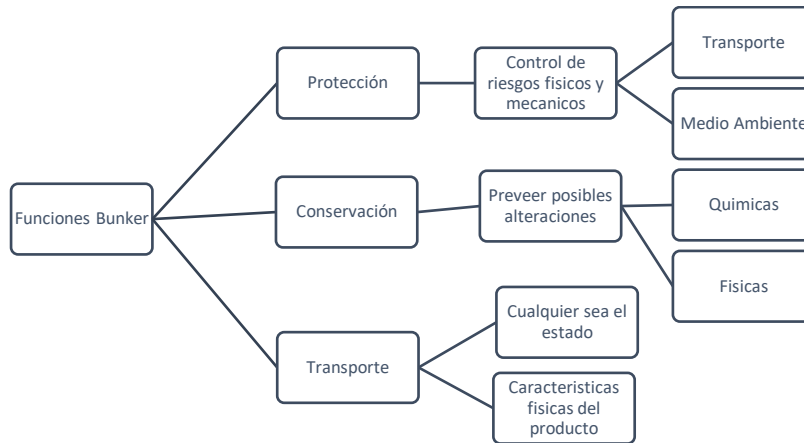 Funciones Bunker
Protección
Control de
riesgos fisicos y
mecanicos
Transporte
Medio Ambiente
Conservación
Preveer posibles
alteraciones
Quimicas
Fisicas
Transporte
Cualquier sea el
estado
Caracteristicas
fisicas del
producto